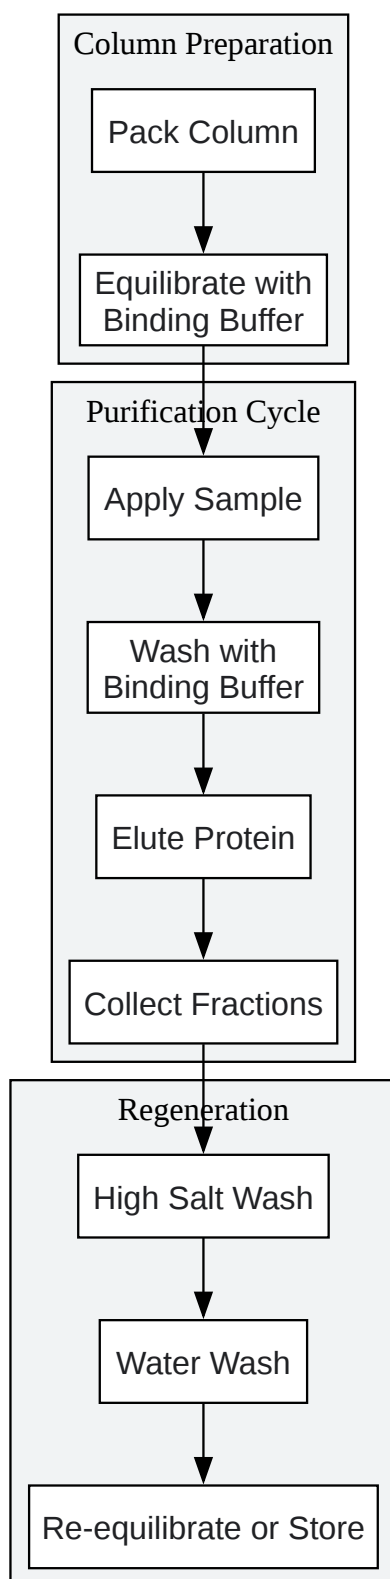 Column Preparation
Pack Column
Equilibrate with
Binding Buffer
Purification Cycle
Apply Sample
Wash with
Binding Buffer
Elute Protein
Collect Fractions
Regeneration
High Salt Wash
Water Wash
Re-equilibrate or Store